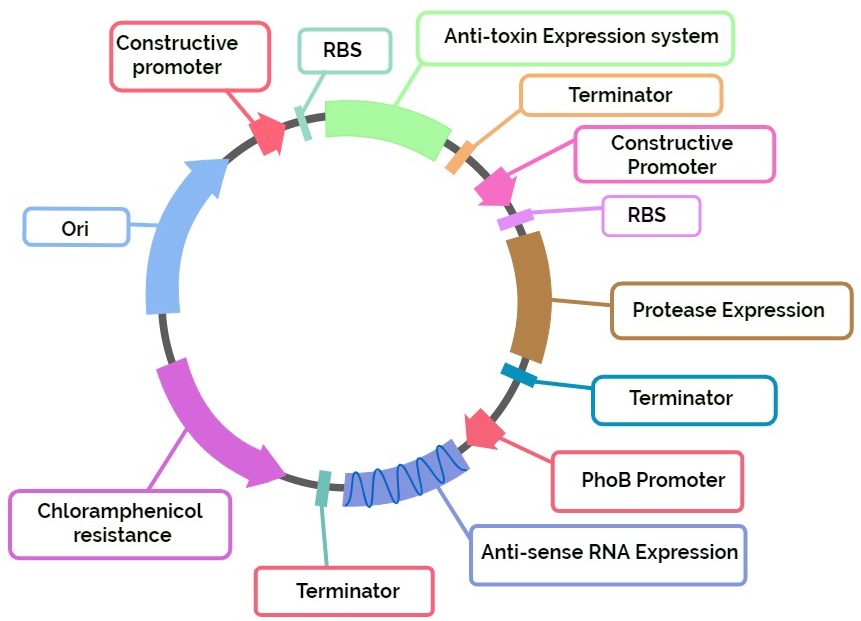 Constructive
promoter
RBS
Anti-toxin Expression system
Terminator
Constructive
Promoter
RBS
Ori
Protease Expression
Terminator
PhoB Promoter
Chloramphenicol
resistance
Anti-sense RNA Expression
Terminator